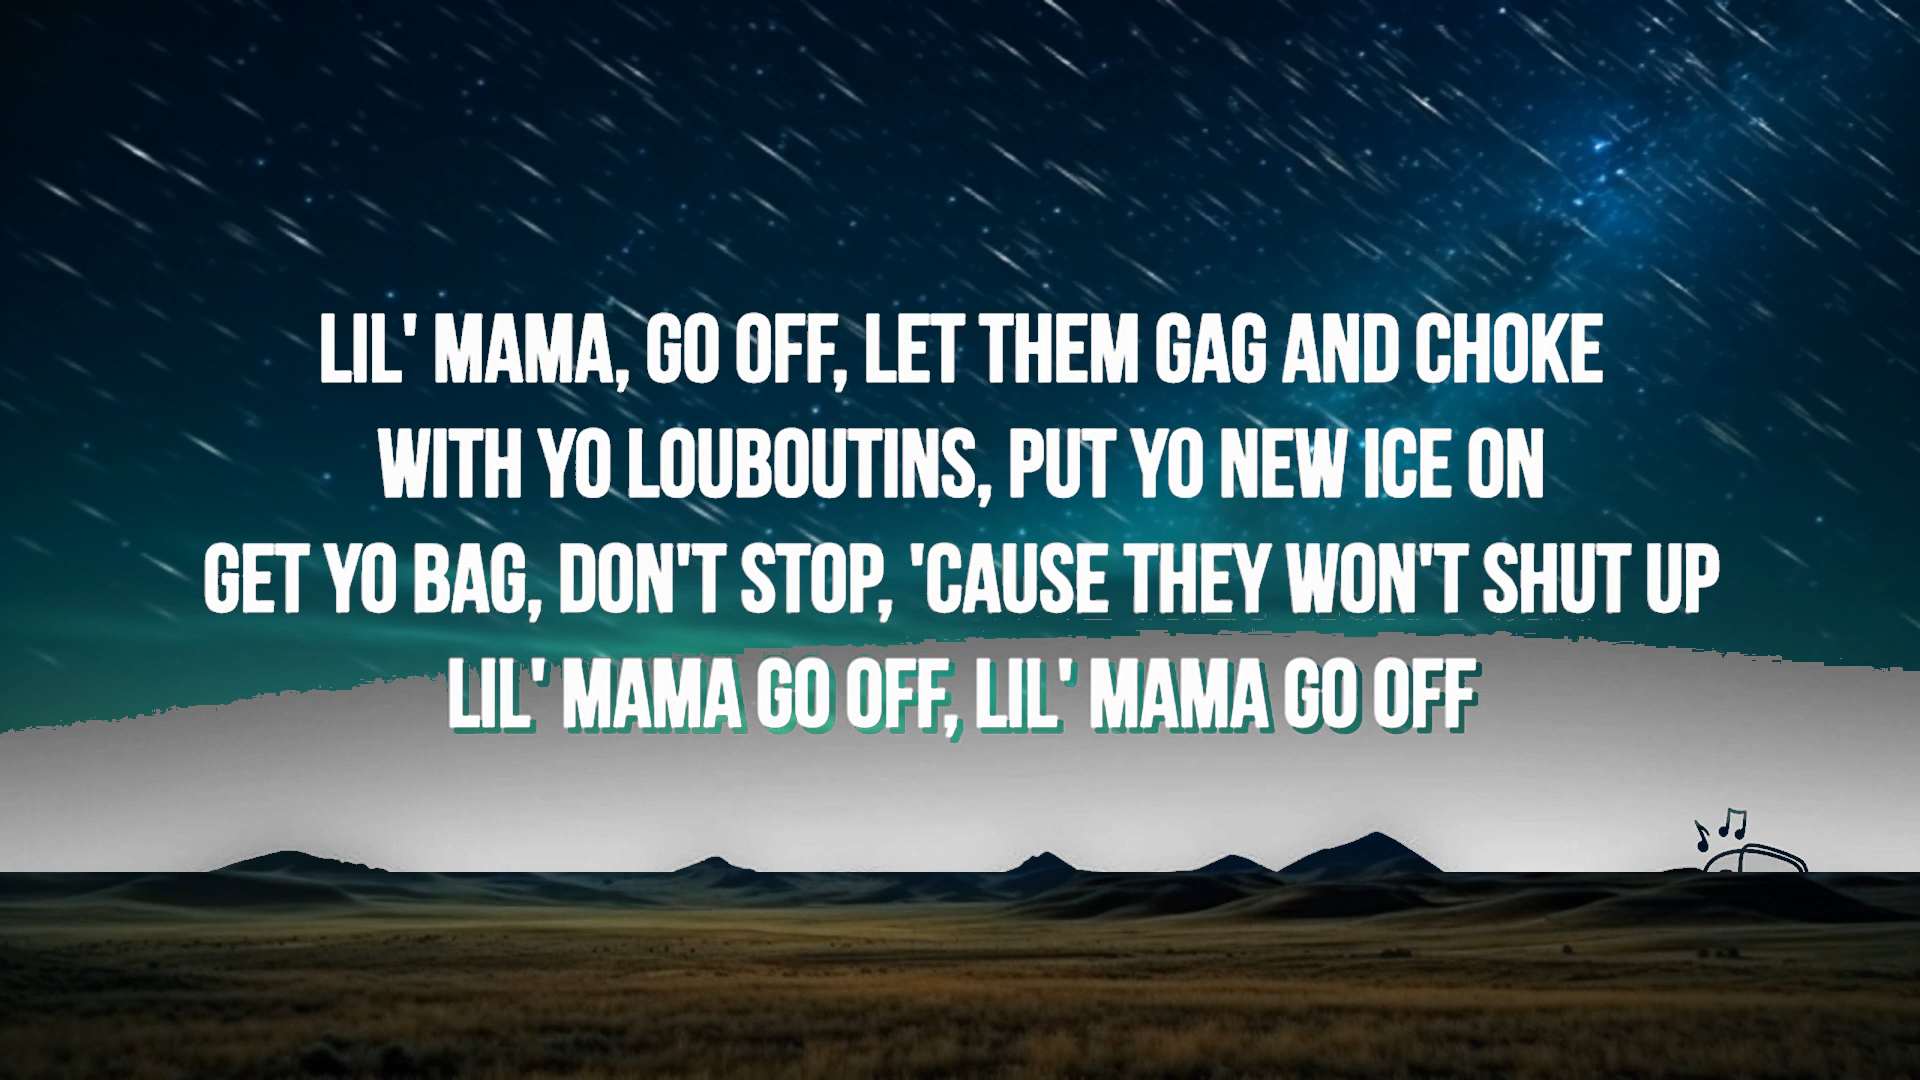 LIL' MAMA, GO OFF, LET THEM GAG AND CHOKE
WITH YO LOUBOUTINS, PUT YO NEW ICE ON
GET YO BAG, DON'T STOP, 'CAUSE THEY WON'T SHUT UP
LIL' MAMA GO OFF, LIL' MAMA GO OFF